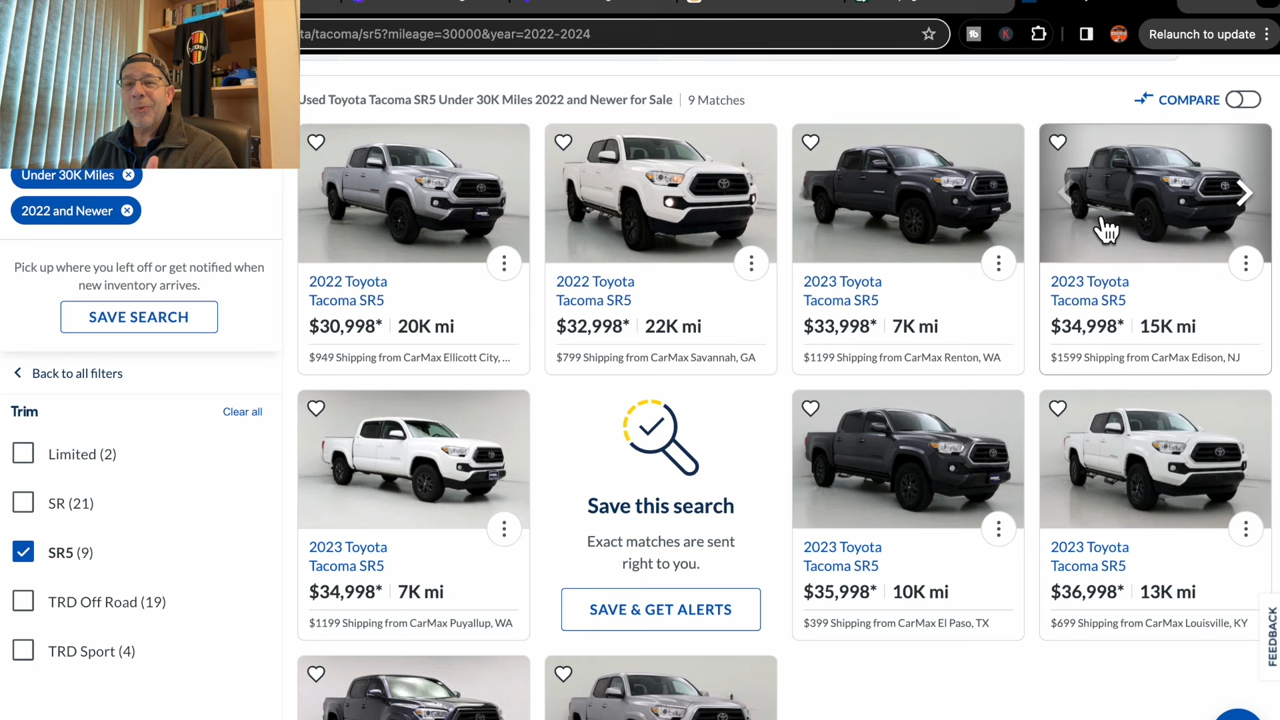 ta/tacoma/sr5?mileage=30000&year=2022-2024
Relaunch to update
Used Toyota Tacoma SR5 Under 30K Miles 2022 and Newer for Sale | 9 Matches
COMPARE
Under 30K Miles
2022 and Newer
Pick up where you left off or get notified when
new inventory arrives.
SAVE SEARCH
Back to all filters
Trim
Clear all
Limited (2)
SR (21)
SR5 (9)
TRD Off Road (19)
TRD Sport (4)
2022 Toyota
Tacoma SR5
$30,998* | 20K mi
$949 Shipping from CarMax Ellicott City, ...
2022 Toyota
Tacoma SR5
$32,998* | 22K mi
$799 Shipping from CarMax Savannah, GA
2023 Toyota
Tacoma SR5
$33,998* | 7K mi
$1199 Shipping from CarMax Renton, WA
2023 Toyota
Tacoma SR5
$34,998* | 15K mi
$1599 Shipping from CarMax Edison, NJ
2023 Toyota
Tacoma SR5
$34,998* | 7K mi
$1199 Shipping from CarMax Puyallup, WA
Save this search
Exact matches are sent
right to you.
SAVE & GET ALERTS
2023 Toyota
Tacoma SR5
$35,998* | 10K mi
$399 Shipping from CarMax El Paso, TX
2023 Toyota
Tacoma SR5
$36,998* | 13K mi
$699 Shipping from CarMax Louisville, KY
FEEDBACK